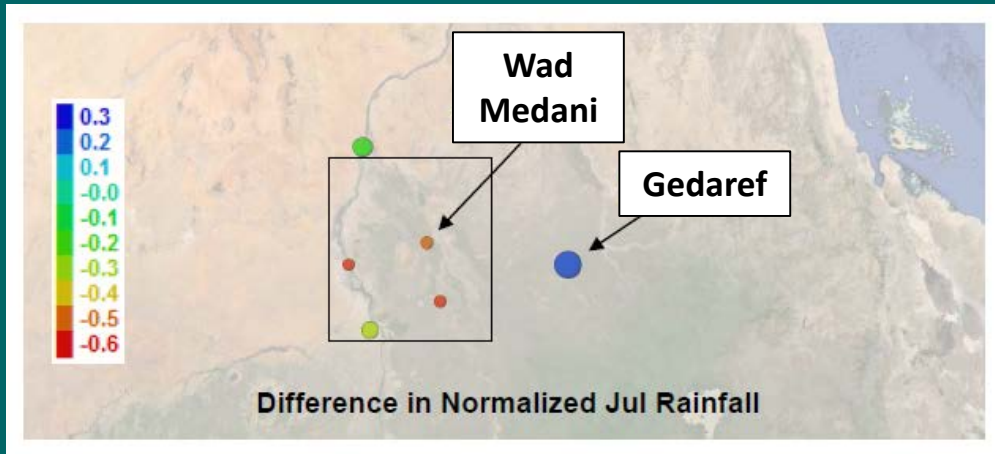 Wad
Medani
Gedaref
0.3
0.2
0.1
-0.0
-0.1
-0.2
-0.3
-0.4
-0.5
-0.6
Difference in Normalized Jul Rainfall